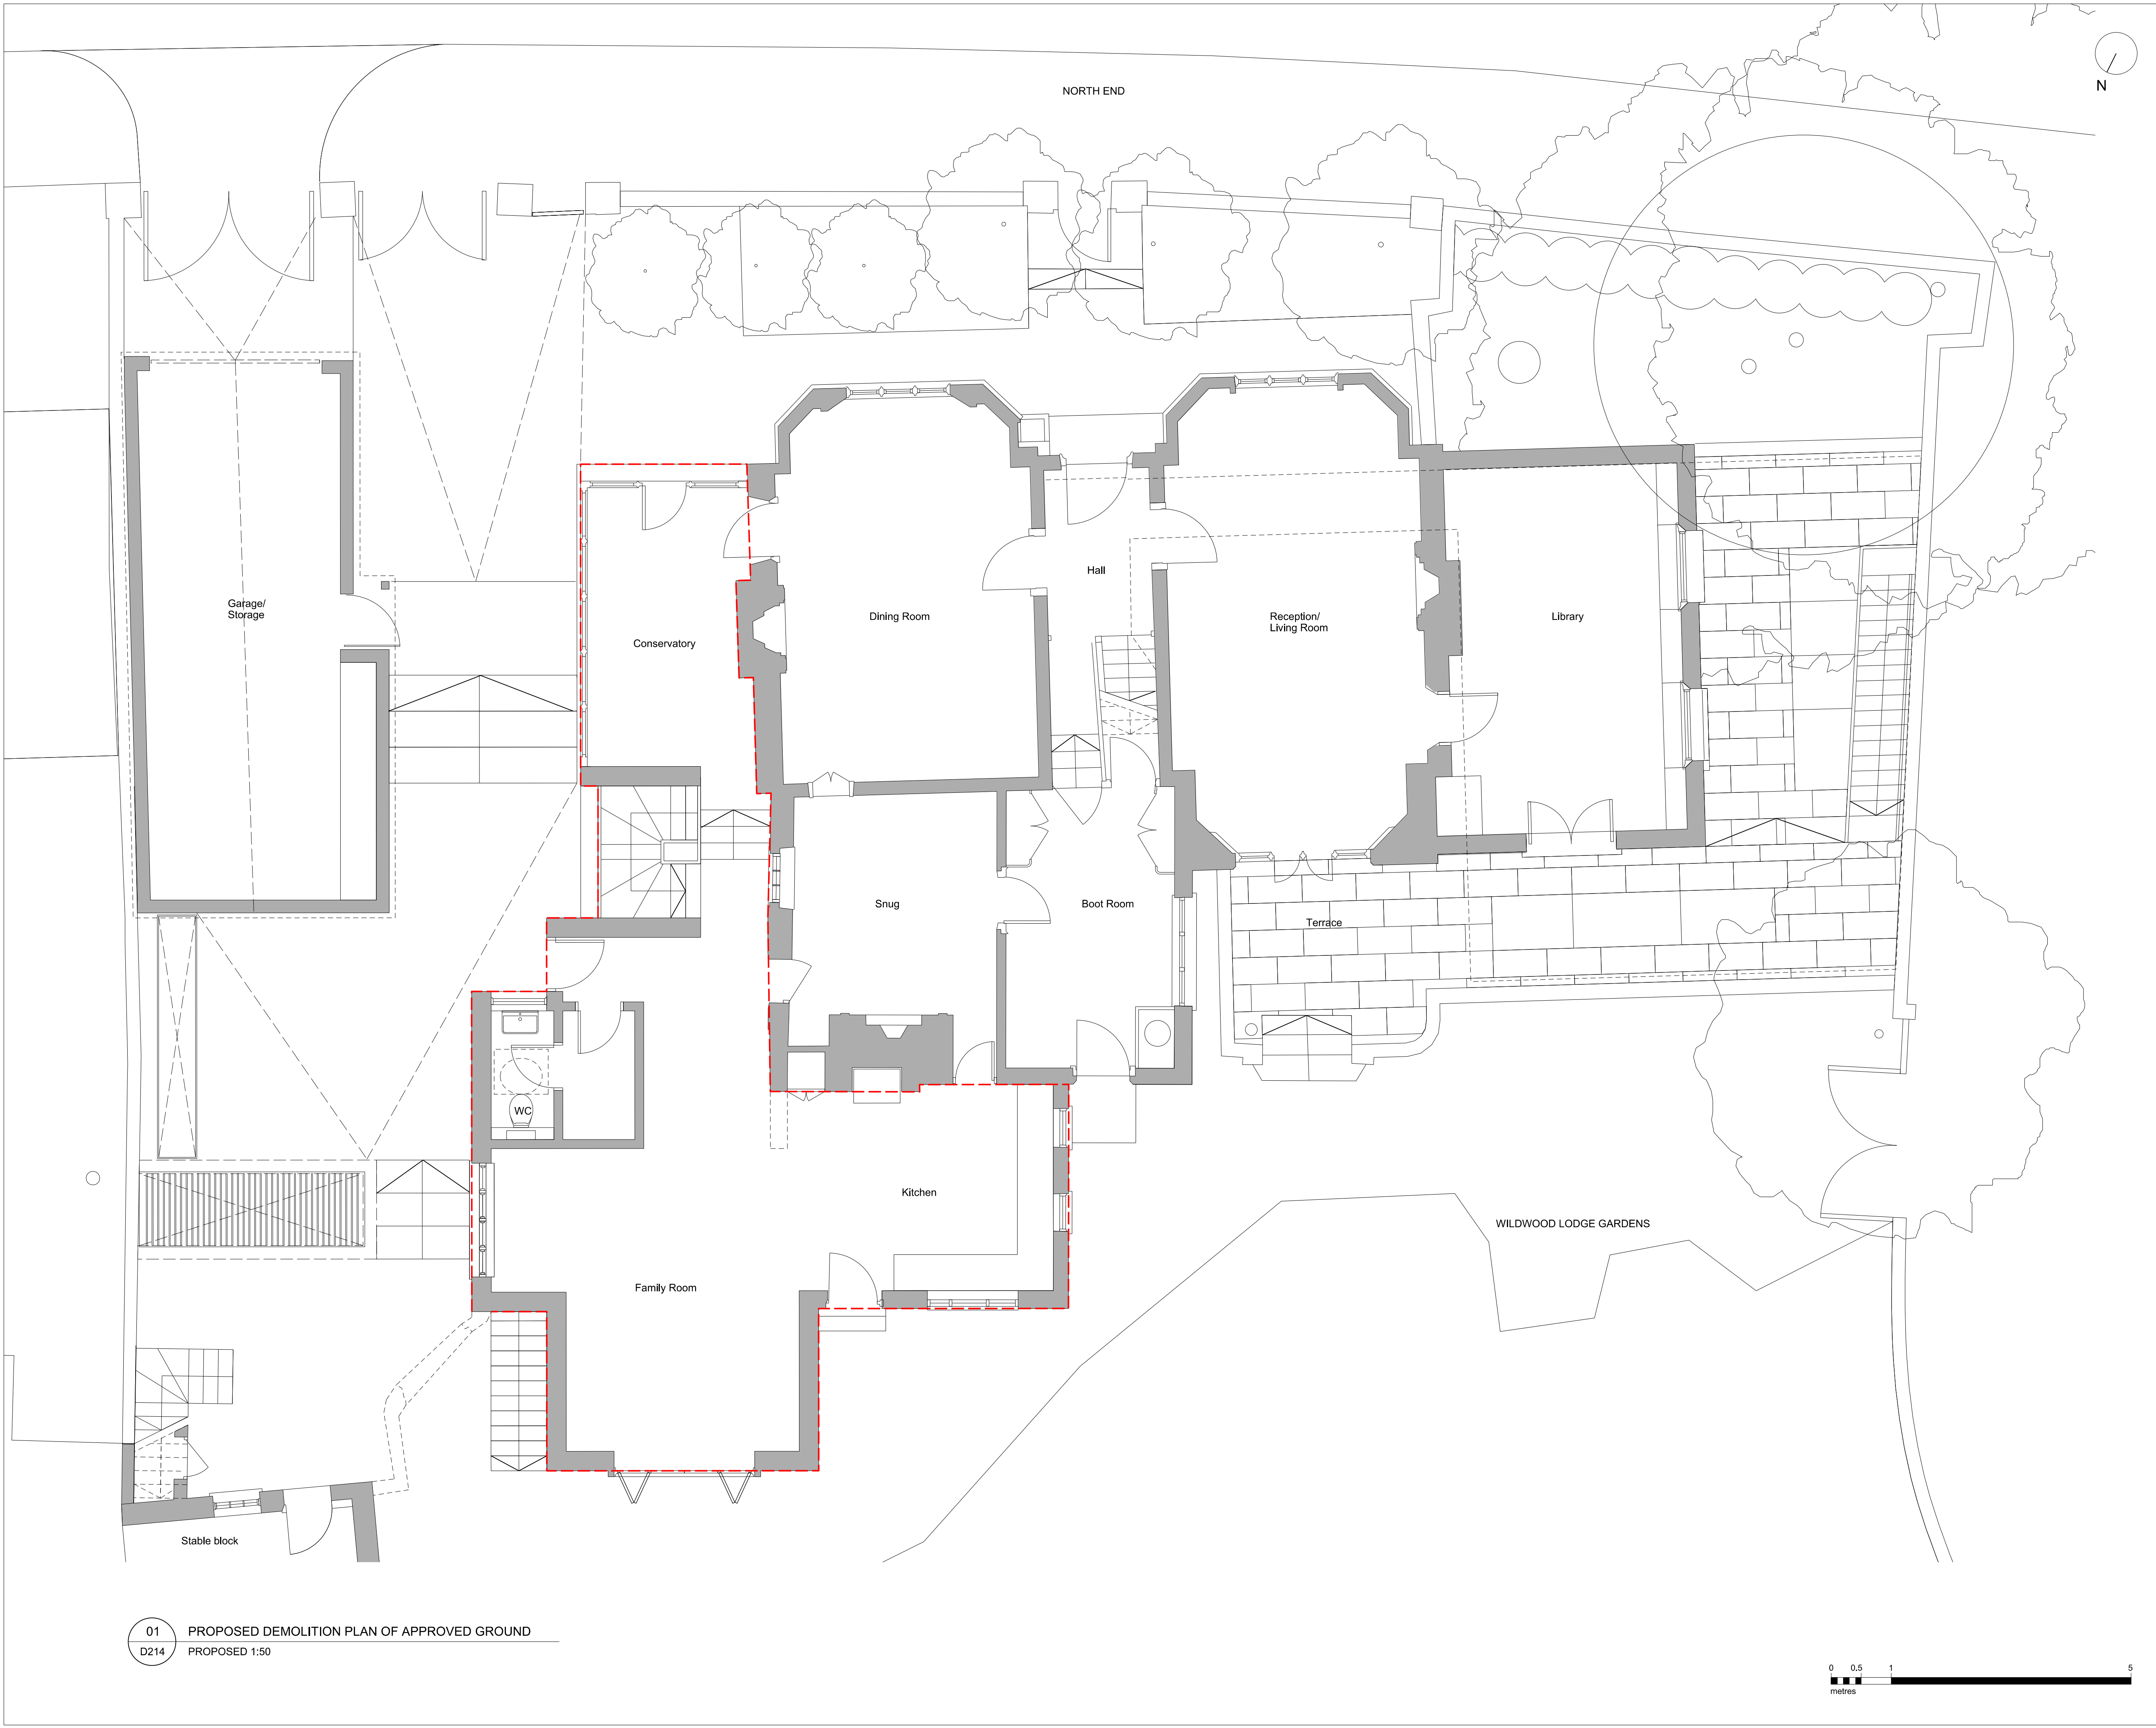 NORTH END
N
Garage/
Storage
Conservatory
Dining Room
Hall
Reception/
Living Room
Library
Snug
Boot Room
Terrace
WC
Kitchen
Family Room
WILDWOOD LODGE GARDENS
Stable block
01
D214
PROPOSED DEMOLITION PLAN OF APPROVED GROUND
PROPOSED 1:50
0 0.5 1 5
metres